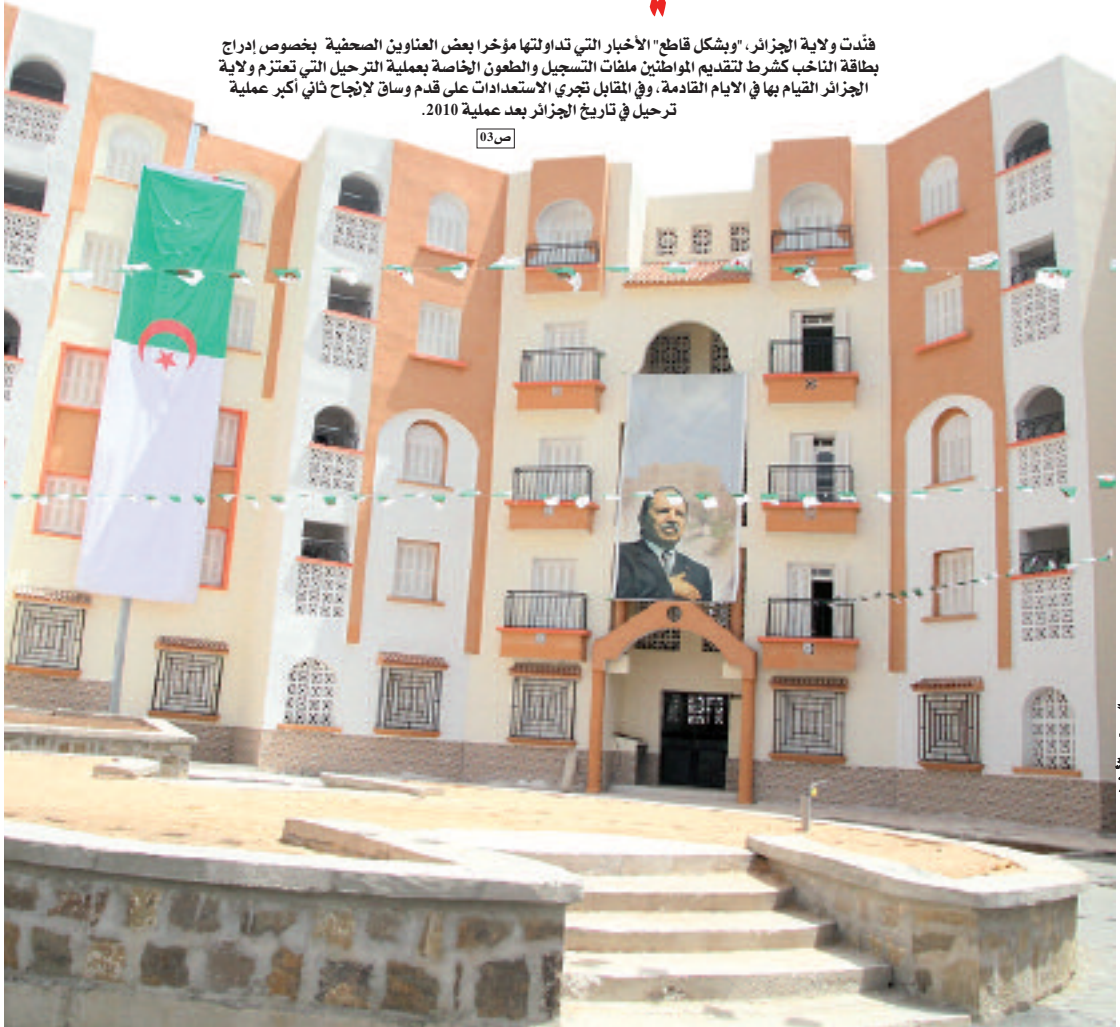 فنّدت ولاية الجزائر، "وبشكل قاطع" الأخبار التي تداولتها مؤخرا بعض العناوين الصحفية بخصوص إدراج
بطاقة الناخب كشرط لتقديم المواطنين ملفات التسجيل والطعون الخاصة بعملية الترحيل التي تعتزم ولاية
الجزائر القيام بها في الايام القادمة، وفي المقابل تجري الاستعدادات على قدم وساق لإنجاح ثاني أكبر عملية
ترحيل في تاريخ الجزائر بعد عملية 2010.
ص03